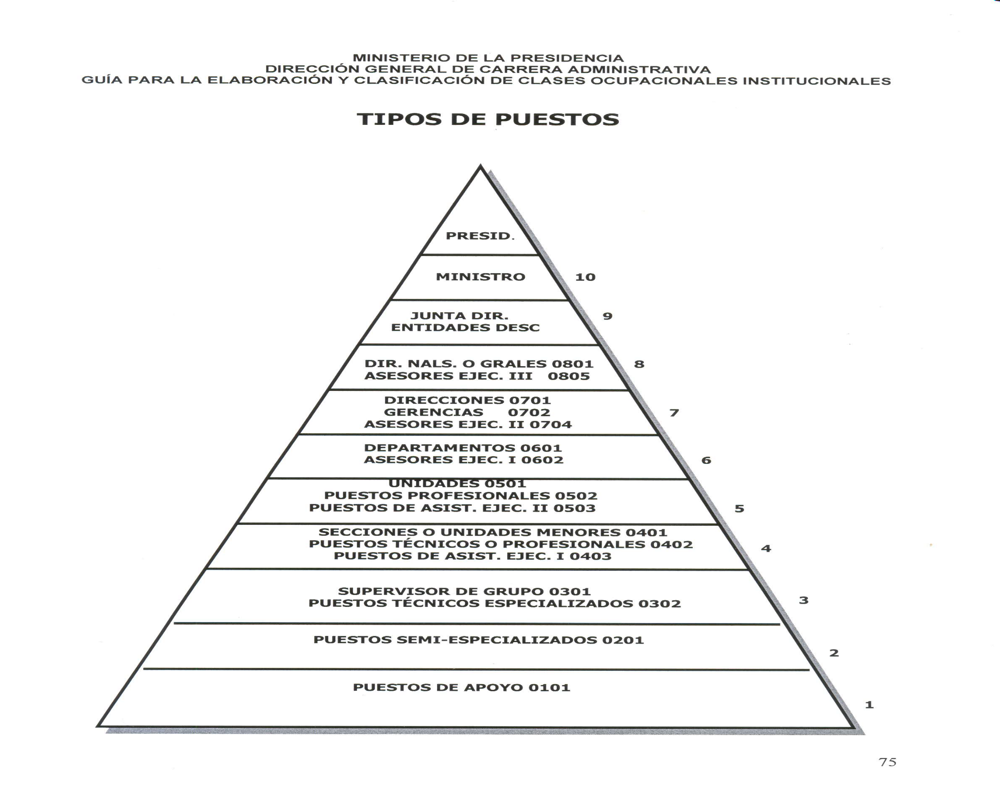 MINISTERIO DE LA PRESIDENCIA
DIRECCIÓN GENERAL DE CARRERA ADMINISTRATIVA
GUÍA PARA LA ELABORACIÓN Y CLASIFICACIÓN DE CLASES OCUPACIONALES INSTITUCIONALES
TIPOS DE PUESTOS
PRESID.
MINISTRO 10
JUNTA DIR. 9
ENTIDADES DESC
DIR. NALS. O GRALES 0801 8
ASESORES EJEC. III 0805
DIRECCIONES 0701
GERENCIAS 0702 7
ASESORES EJEC. II 0704
DEPARTAMENTOS 0601
ASESORES EJEC. I 0602 6
UNIDADES 0501
PUESTOS PROFESIONALES 0502
PUESTOS DE ASIST. EJEC. II 0503 5
SECCIONES O UNIDADES MENORES 0401
PUESTOS TÉCNICOS O PROFESIONALES 0402 4
PUESTOS DE ASIST. EJEC. I 0403
SUPERVISOR DE GRUPO 0301
PUESTOS TÉCNICOS ESPECIALIZADOS 0302 3
PUESTOS SEMI-ESPECIALIZADOS 0201
2
PUESTOS DE APOYO 0101
1
75